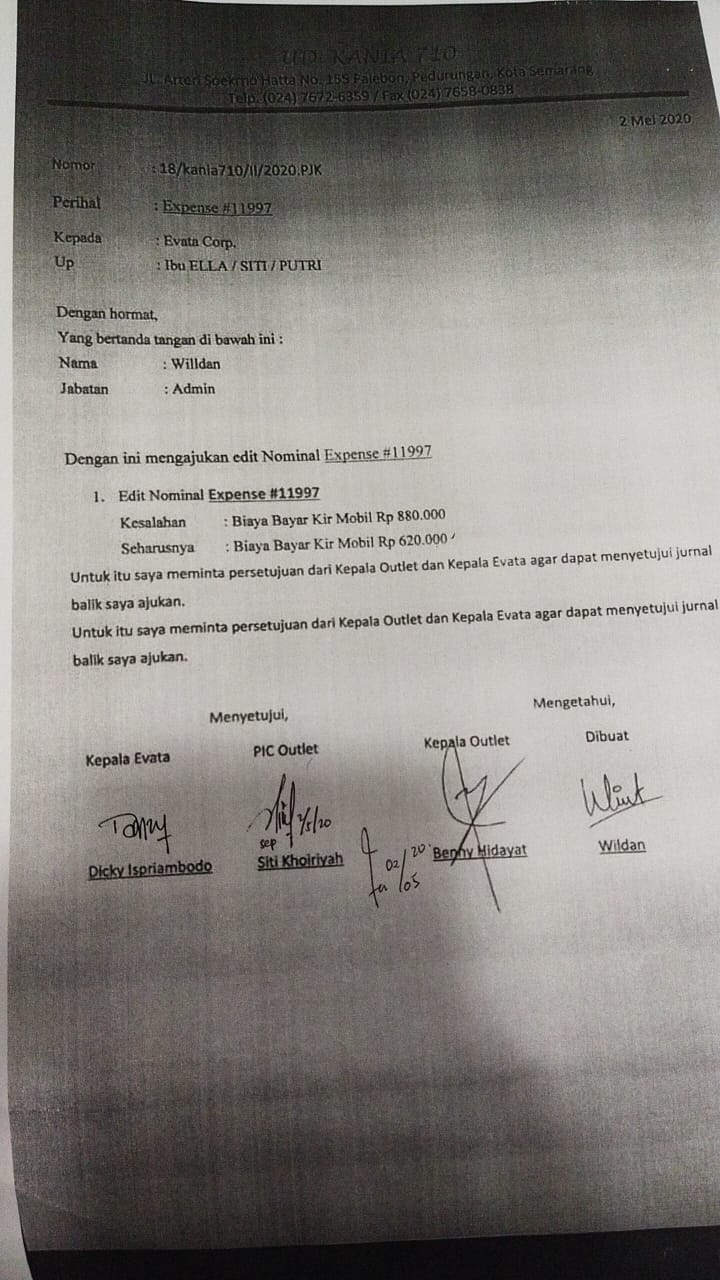 UD. KANIA 710
JL. Arteri Soekrno Hatta No. 155 Palebon, Pedurungan, Kota Semarang
Telp. (024) 7672-6359 / Fax (024) 7658-0838
2 Mei 2020
Nomor : 18/kania710/II/2020.PJK
Perihal : Expense #11997
Kepada : Evata Corp.
Up : Ibu ELLA / SITI / PUTRI
Dengan hormat,
Yang bertanda tangan di bawah ini :
Nama : Willdan
Jabatan : Admin
Dengan ini mengajukan edit Nominal Expense #11997
1. Edit Nominal Expense #11997
Kesalahan : Biaya Bayar Kir Mobil Rp 880.000
Seharusnya : Biaya Bayar Kir Mobil Rp 620.000
Untuk itu saya meminta persetujuan dari Kepala Outlet dan Kepala Evata agar dapat menyetujui jurnal
balik saya ajukan.
Untuk itu saya meminta persetujuan dari Kepala Outlet dan Kepala Evata agar dapat menyetujui jurnal
balik saya ajukan.
Menyetujui, Mengetahui,
Kepala Evata PIC Outlet Kepala Outlet Dibuat
2/5/20
sep
02/05 20
Dicky Ispriambodo Siti Khoiriyah Benny Hidayat Wildan